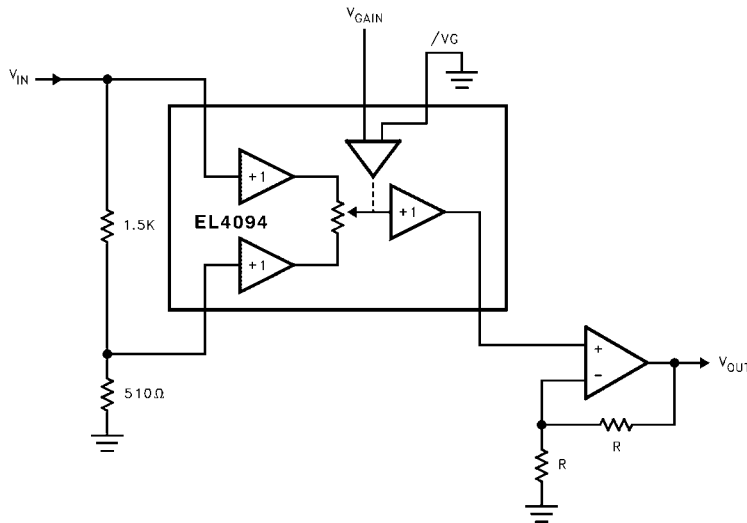 VGAIN
/VG
VIN
+1
1.5K
EL4094
+1
+1
+
-
VOUT
510Ω
R
R